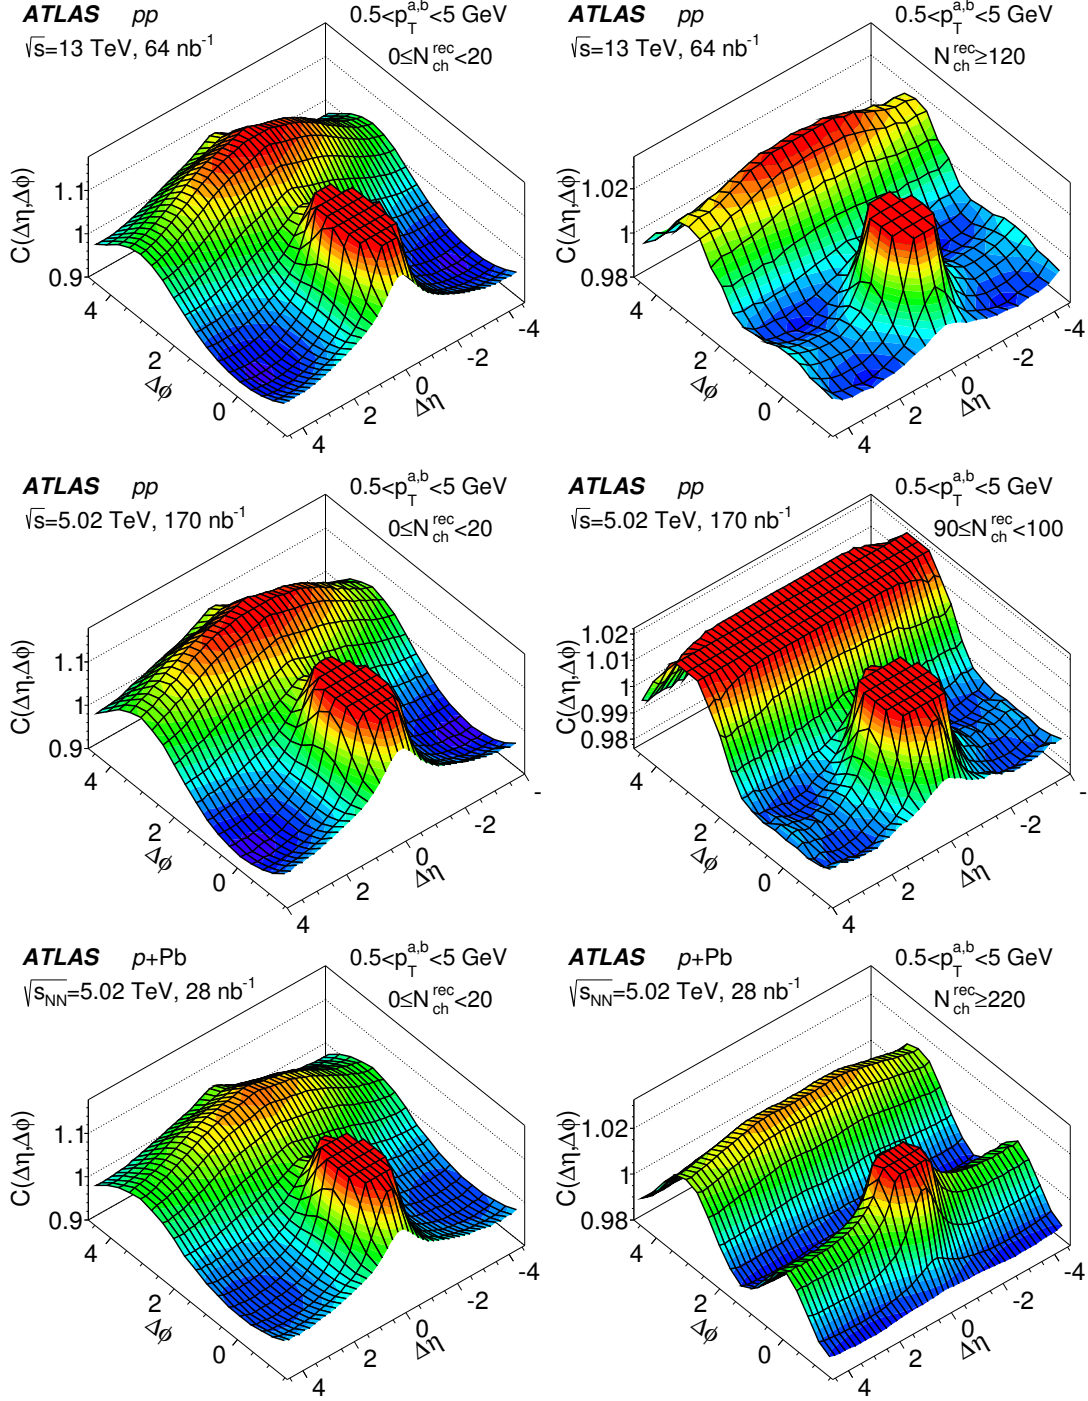 ATLAS pp 0.5<p_T^{a,b}<5 GeV
√s=13 TeV, 64 nb⁻¹ 0≤N_ch^rec<20
C(Δη,Δϕ)
1.1
1
0.9
4
2
0
Δϕ
4
2
0
-2
-4
Δη
ATLAS pp 0.5<p_T^{a,b}<5 GeV
√s=13 TeV, 64 nb⁻¹ N_ch^rec≥120
C(Δη,Δϕ)
1.02
1
0.98
4
2
0
Δϕ
4
2
0
-2
-4
Δη
ATLAS pp 0.5<p_T^{a,b}<5 GeV
√s=5.02 TeV, 170 nb⁻¹ 0≤N_ch^rec<20
C(Δη,Δϕ)
1.1
1
0.9
4
2
0
Δϕ
4
2
0
-2
-
Δη
ATLAS pp 0.5<p_T^{a,b}<5 GeV
√s=5.02 TeV, 170 nb⁻¹ 90≤N_ch^rec<100
C(Δη,Δϕ)
1.02
1.01
1
0.99
0.98
4
2
0
Δϕ
4
2
0
-2
-
Δη
ATLAS p+Pb 0.5<p_T^{a,b}<5 GeV
√s_NN=5.02 TeV, 28 nb⁻¹ 0≤N_ch^rec<20
C(Δη,Δϕ)
1.1
1
0.9
4
2
0
Δϕ
4
2
0
-2
-4
Δη
ATLAS p+Pb 0.5<p_T^{a,b}<5 GeV
√s_NN=5.02 TeV, 28 nb⁻¹ N_ch^rec≥220
C(Δη,Δϕ)
1.02
1
0.98
4
2
0
Δϕ
4
2
0
-2
-4
Δη